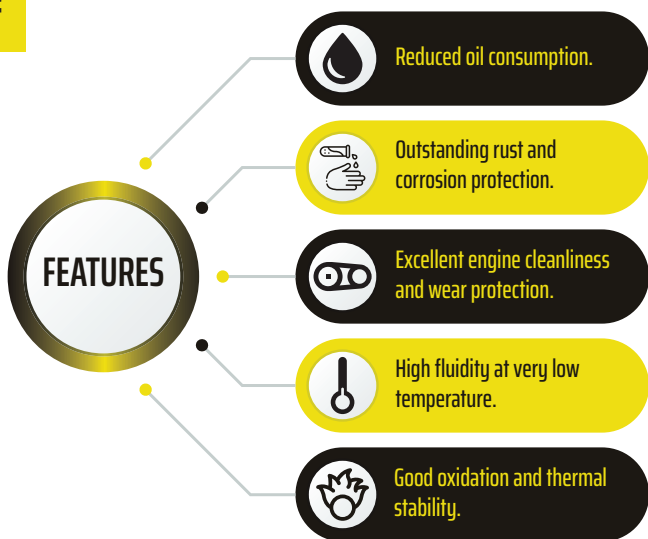 FEATURES
Reduced oil consumption.
Outstanding rust and
corrosion protection.
Excellent engine cleanliness
and wear protection.
High fluidity at very low
temperature.
Good oxidation and thermal
stability.